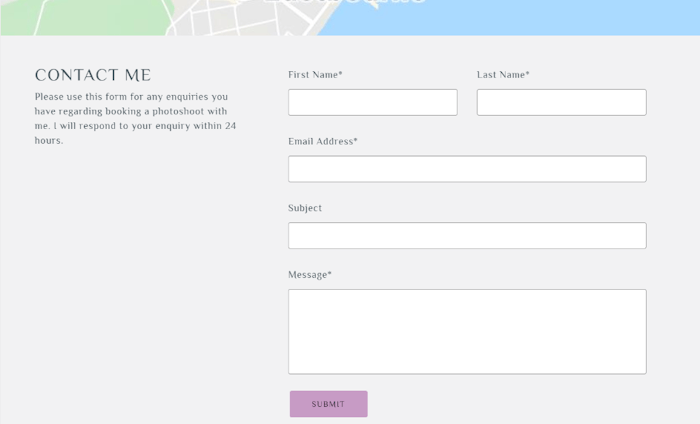 CONTACT ME
Please use this form for any enquiries you
have regarding booking a photoshoot with
me. I will respond to your enquiry within 24
hours.
First Name*
Last Name*
Email Address*
Subject
Message*
SUBMIT